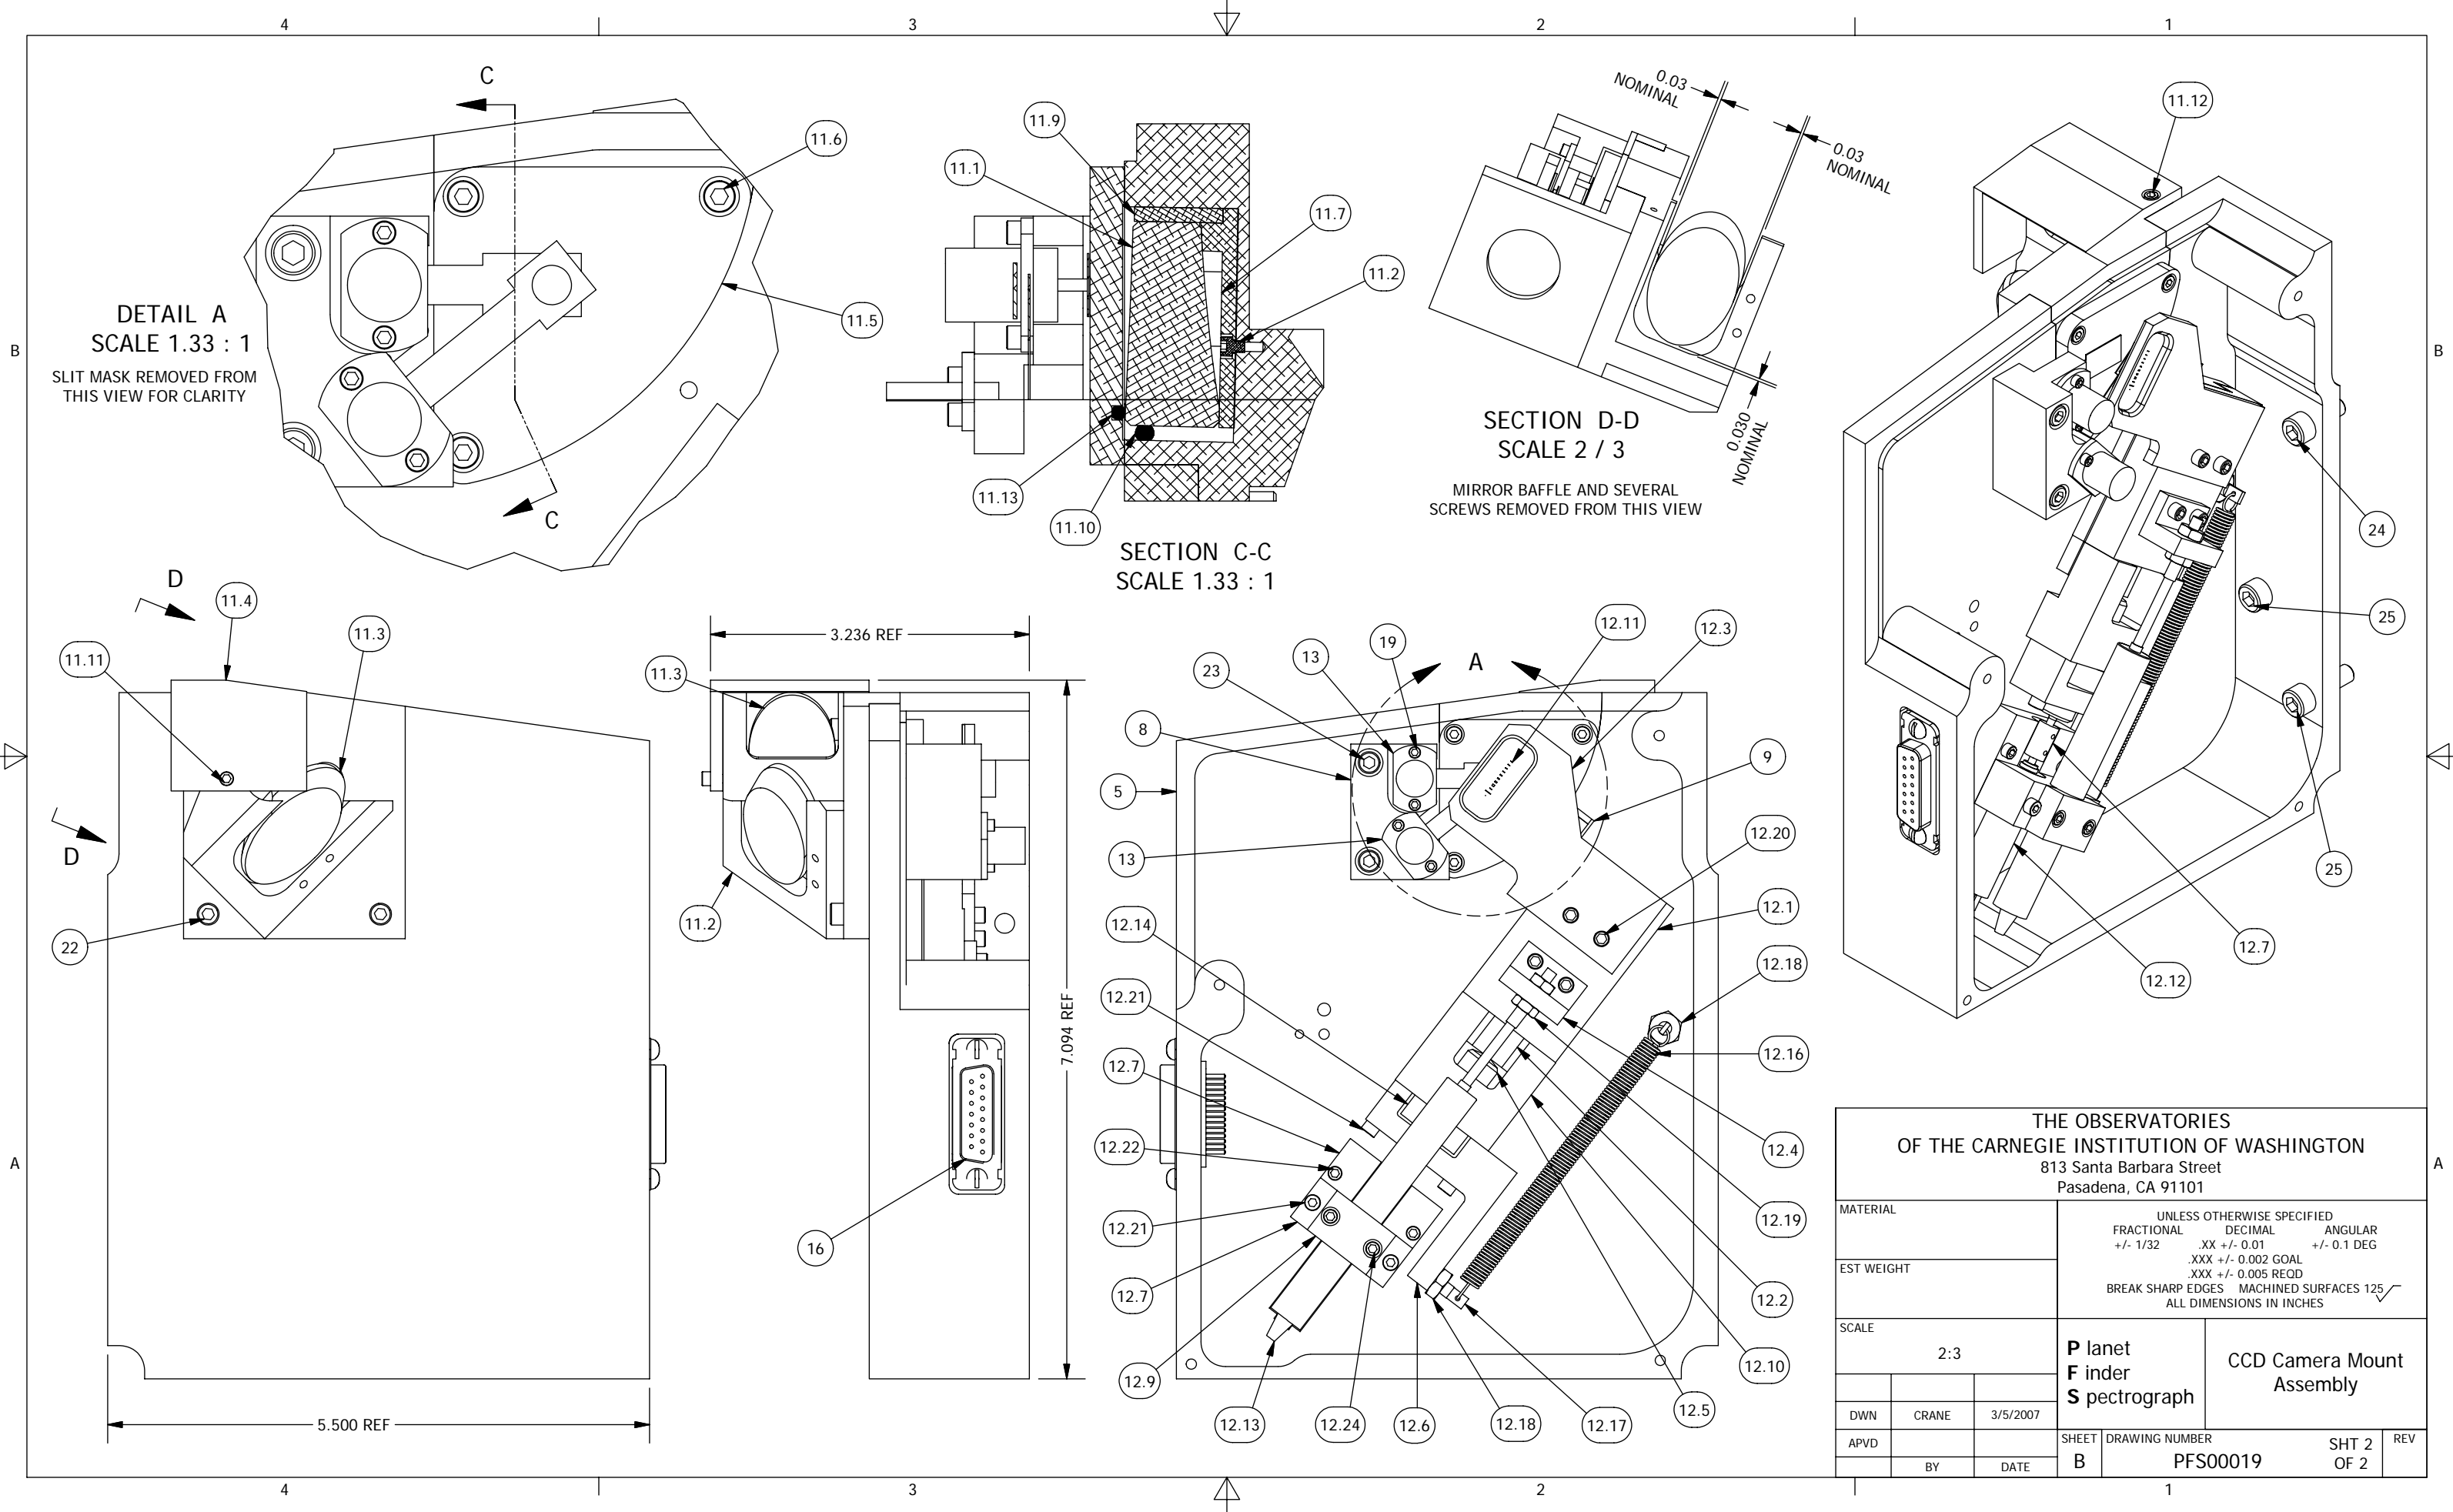 4
3
2
1
B
A
B
A
4
3
2
1
C
C
11.6
11.5
DETAIL A
SCALE 1.33 : 1
SLIT MASK REMOVED FROM
THIS VIEW FOR CLARITY
11.9
11.1
11.7
11.2
11.13
11.10
SECTION C-C
SCALE 1.33 : 1
0.03
NOMINAL
0.03
NOMINAL
0.030
NOMINAL
SECTION D-D
SCALE 2 / 3
MIRROR BAFFLE AND SEVERAL
SCREWS REMOVED FROM THIS VIEW
11.12
24
25
25
12.7
12.12
D
D
11.4
11.3
11.11
22
5.500 REF
3.236 REF
11.3
11.2
16
7.094 REF
A
12.11
12.3
19
13
23
8
5
13
9
12.20
12.1
12.14
12.18
12.21
12.16
12.7
12.22
12.4
12.21
12.19
12.7
12.2
12.9
12.10
12.13
12.24
12.6
12.18
12.17
12.5
THE OBSERVATORIES
OF THE CARNEGIE INSTITUTION OF WASHINGTON
813 Santa Barbara Street
Pasadena, CA 91101
MATERIAL
EST WEIGHT
UNLESS OTHERWISE SPECIFIED
FRACTIONAL DECIMAL ANGULAR
+/- 1/32 .XX +/- 0.01 +/- 0.1 DEG
.XXX +/- 0.002 GOAL
.XXX +/- 0.005 REQD
BREAK SHARP EDGES MACHINED SURFACES 125
ALL DIMENSIONS IN INCHES
SCALE
2:3
P lanet
F inder
S pectrograph
CCD Camera Mount
Assembly
DWN CRANE 3/5/2007
APVD
BY DATE
SHEET
B
DRAWING NUMBER
PFS00019
SHT 2
OF 2
REV